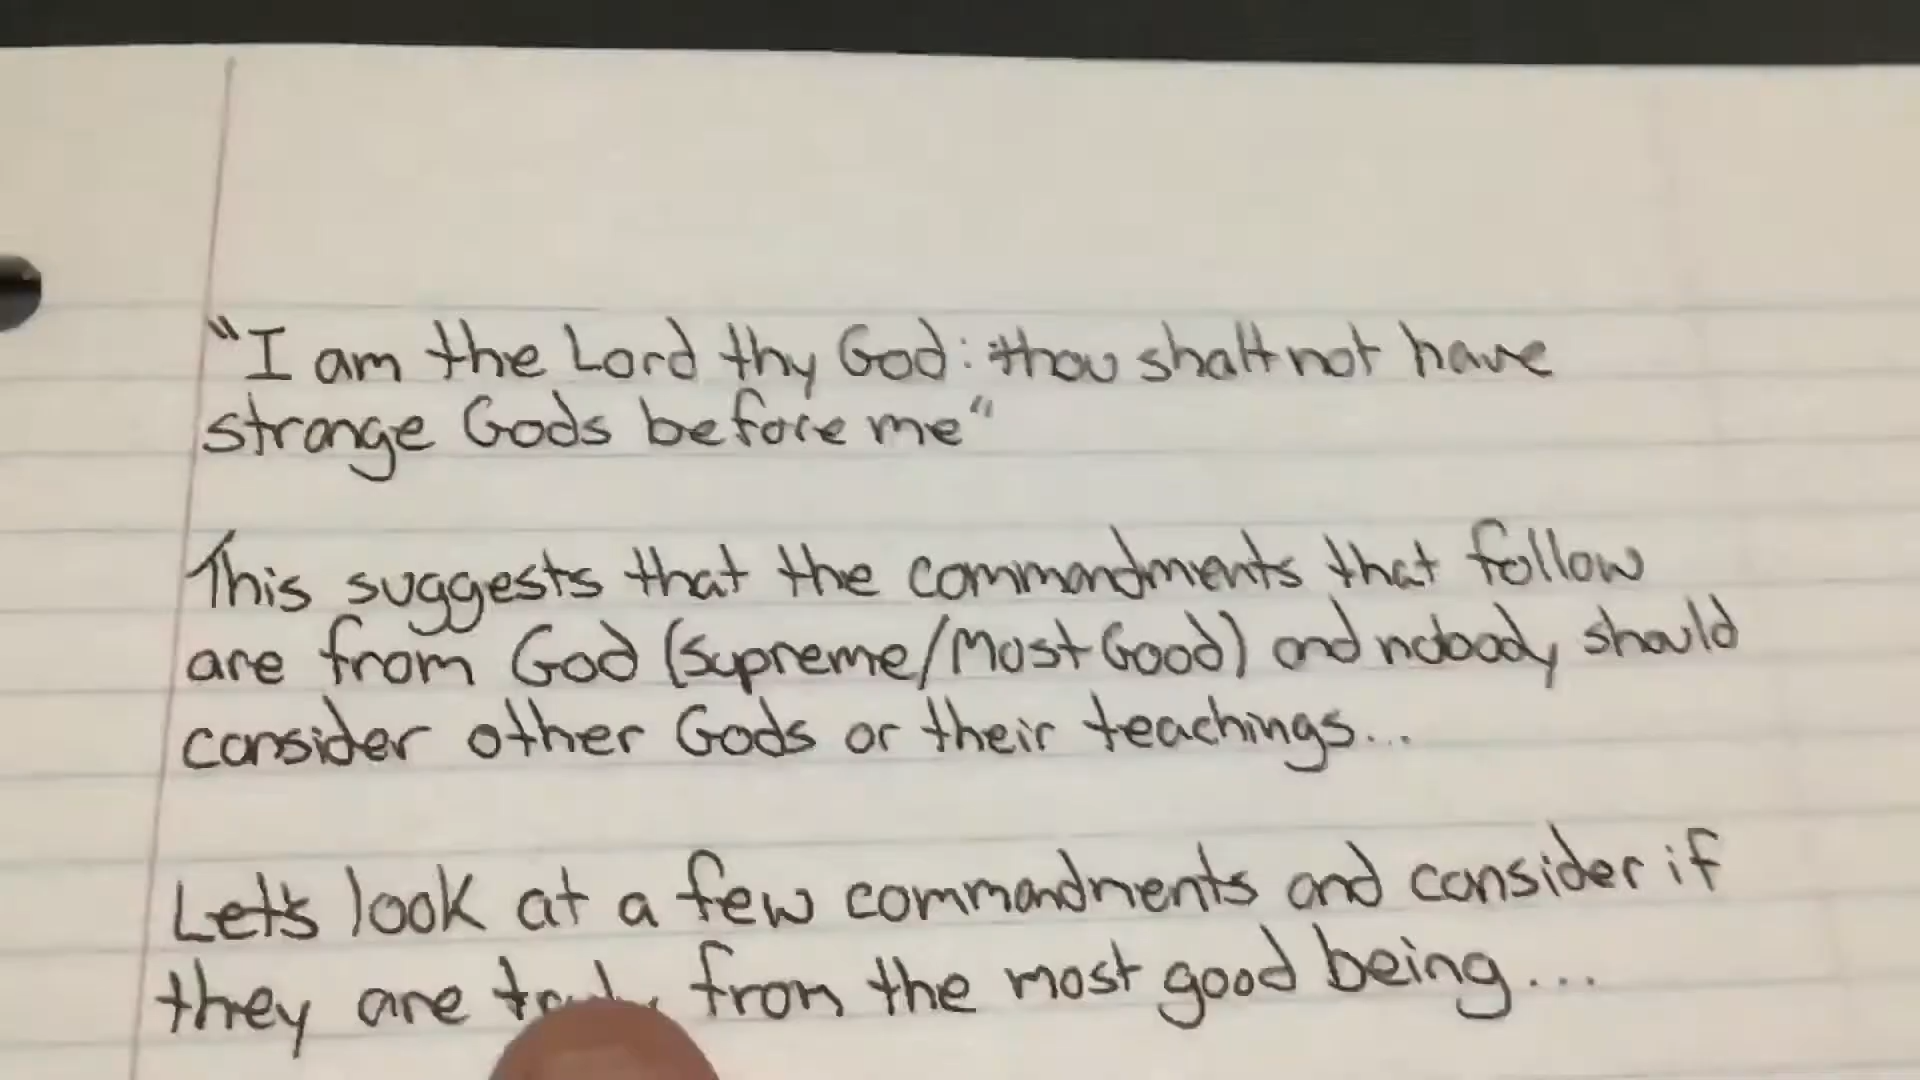 "I am the Lord thy God: thou shalt not have
strange Gods before me"
This suggests that the commandments that follow
are from God (Supreme/Most Good) and nobody should
consider other Gods or their teachings...
Let's look at a few commandments and consider if
they are from the most good being...